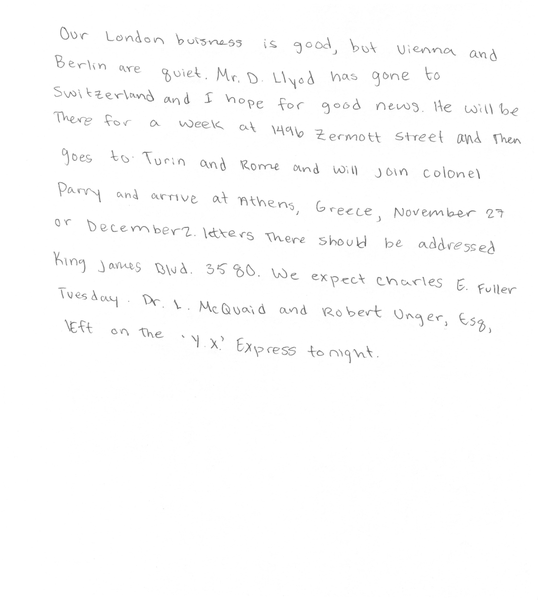 Our London buisness is good, but Vienna and
Berlin are quiet. Mr. D. Llyod has gone to
Switzerland and I hope for good news. He will be
There for a week at 1496 Zermott Street and Then
goes to Turin and Rome and will join colonel
Parry and arrive at Athens, Greece, November 27
or December 2. letters There should be addressed
King James Blvd. 3580. We expect Charles E. Fuller
Tuesday. Dr. L. McQuaid and Robert Unger, Esq,
lEft on the 'Y.X.' Express tonight.